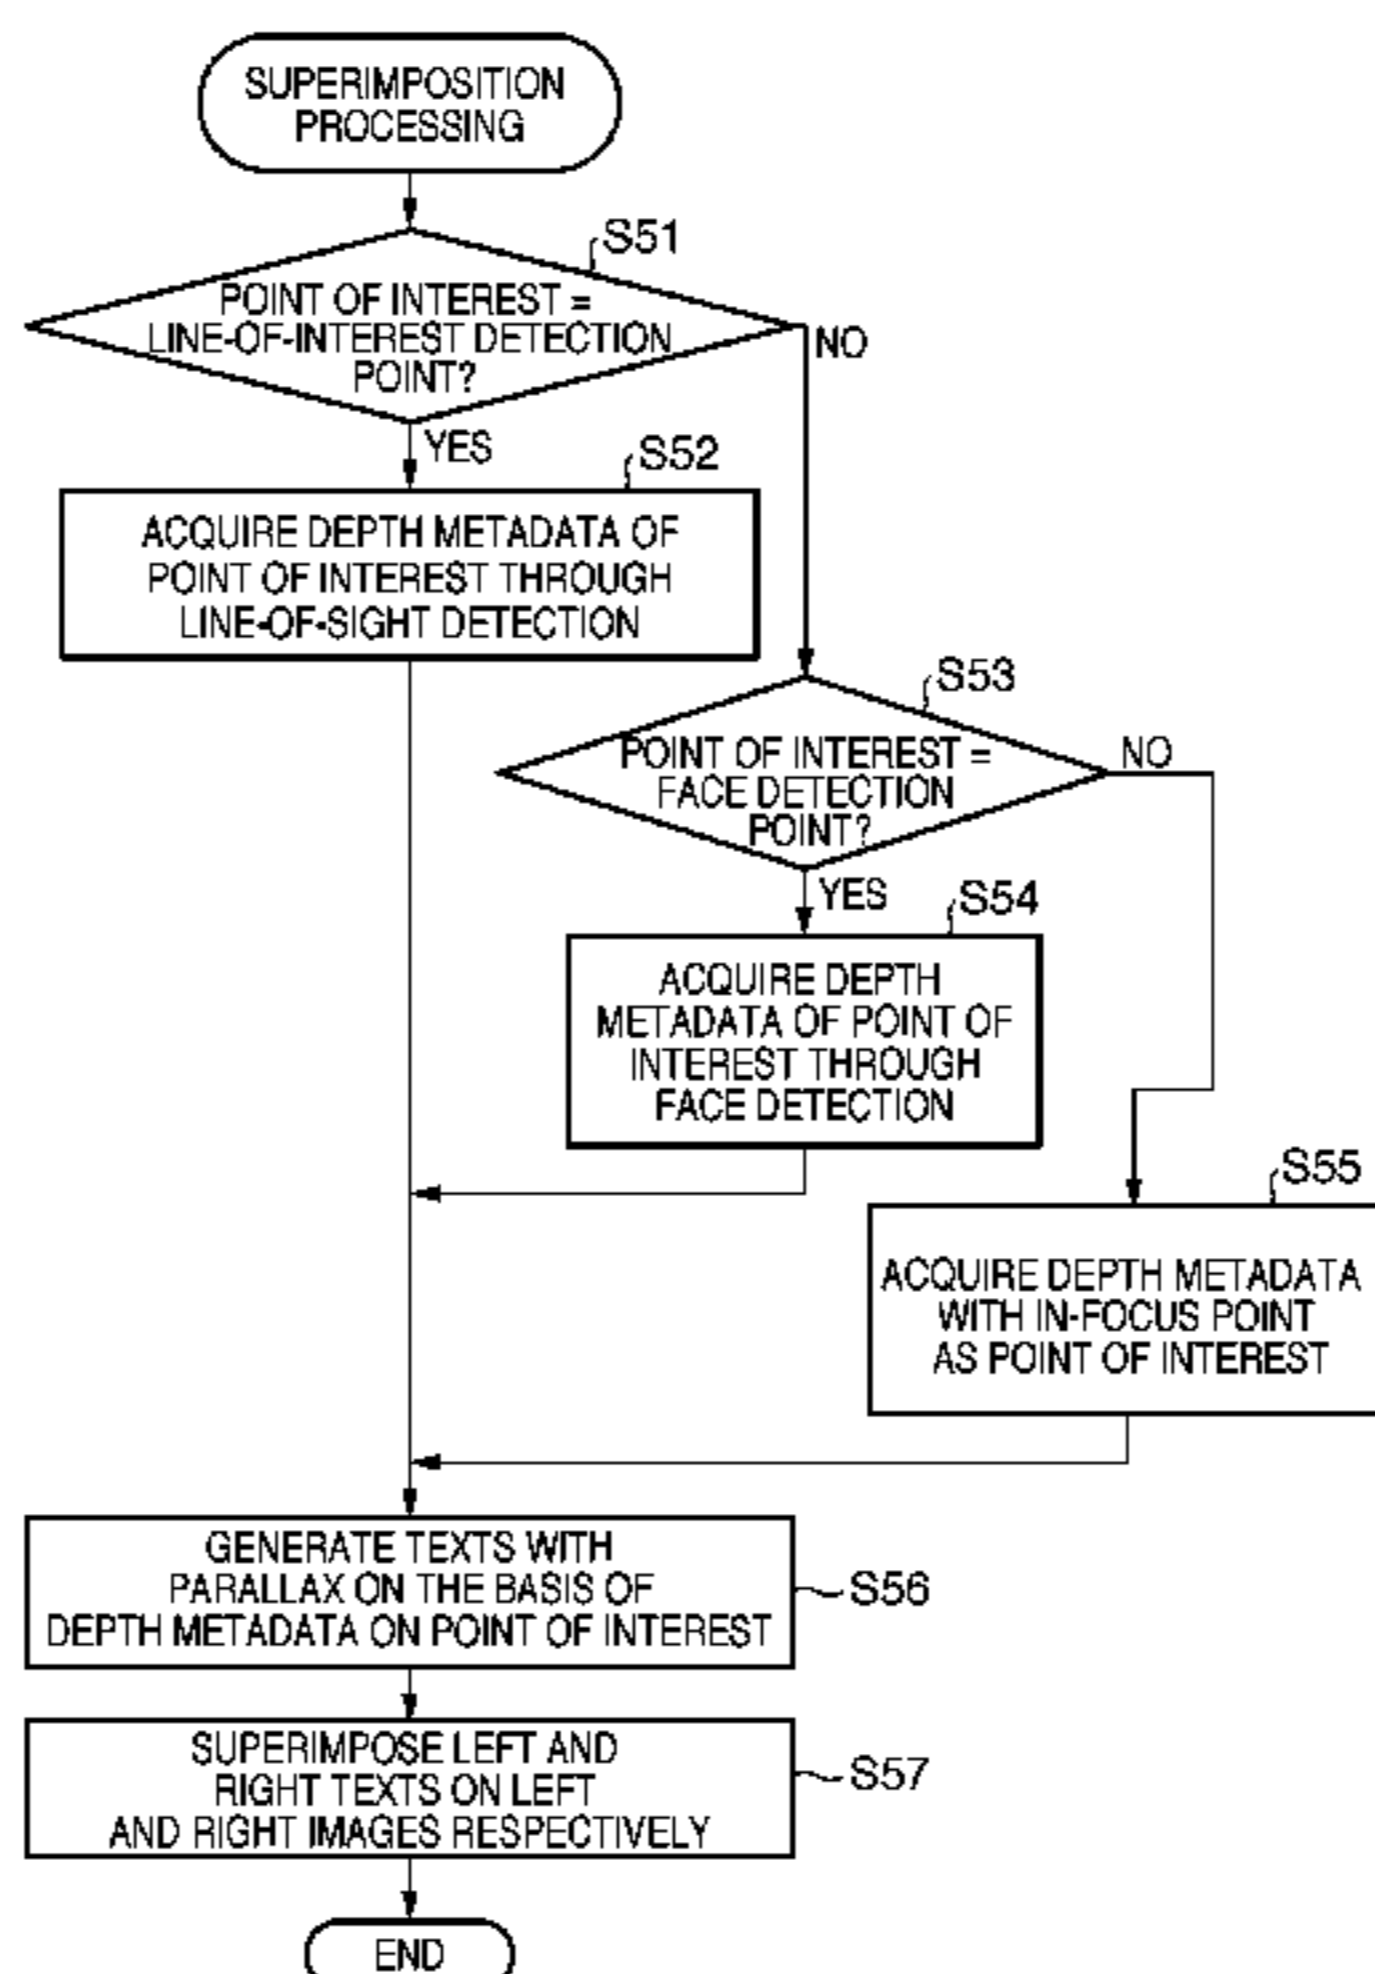 SUPERIMPOSITION
PROCESSING
S51
POINT OF INTEREST =
LINE-OF-INTEREST DETECTION
POINT?
NO
YES
S52
ACQUIRE DEPTH METADATA OF
POINT OF INTEREST THROUGH
LINE-OF-SIGHT DETECTION
S53
POINT OF INTEREST =
FACE DETECTION
POINT?
NO
YES
S54
ACQUIRE DEPTH
METADATA OF POINT OF
INTEREST THROUGH
FACE DETECTION
S55
ACQUIRE DEPTH METADATA
WITH IN-FOCUS POINT
AS POINT OF INTEREST
GENERATE TEXTS WITH
PARALLAX ON THE BASIS OF
DEPTH METADATA ON POINT OF INTEREST
S56
SUPERIMPOSE LEFT AND
RIGHT TEXTS ON LEFT
AND RIGHT IMAGES RESPECTIVELY
S57
END